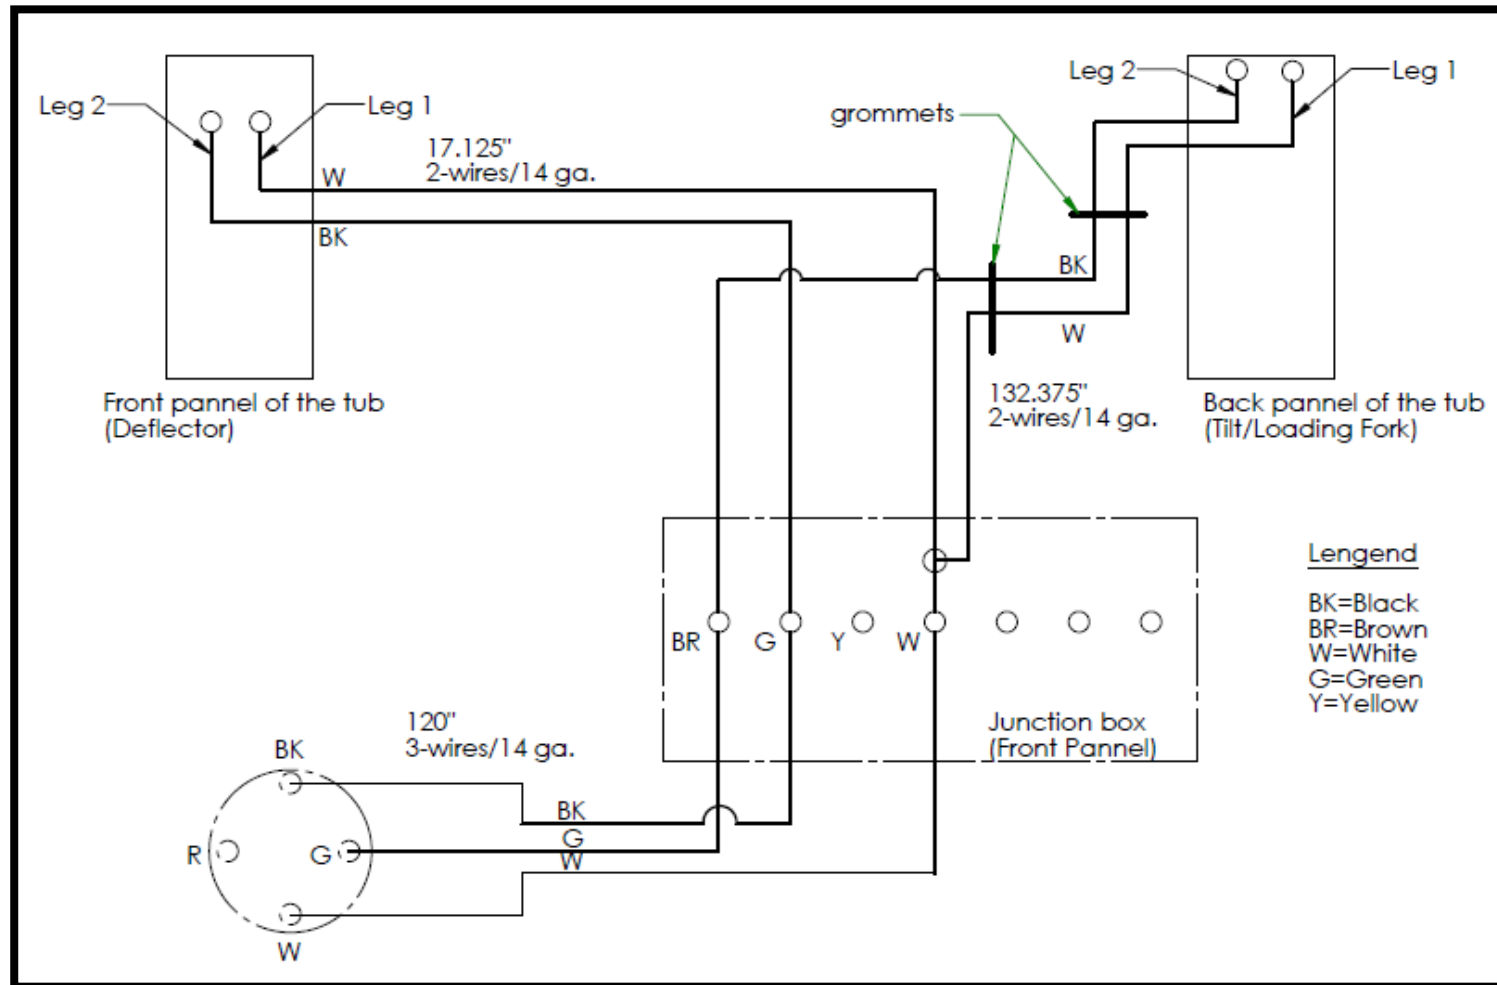 Leg 2
Leg 1
17.125"
2-wires/14 ga.
W
BK
Front pannel of the tub
(Deflector)
grommets
Leg 2
Leg 1
BK
W
132.375"
2-wires/14 ga.
Back pannel of the tub
(Tilt/Loading Fork)
BR
G
Y
W
Junction box
(Front Pannel)
Lengend
BK=Black
BR=Brown
W=White
G=Green
Y=Yellow
120"
3-wires/14 ga.
BK
R
G
W
BK
G
W